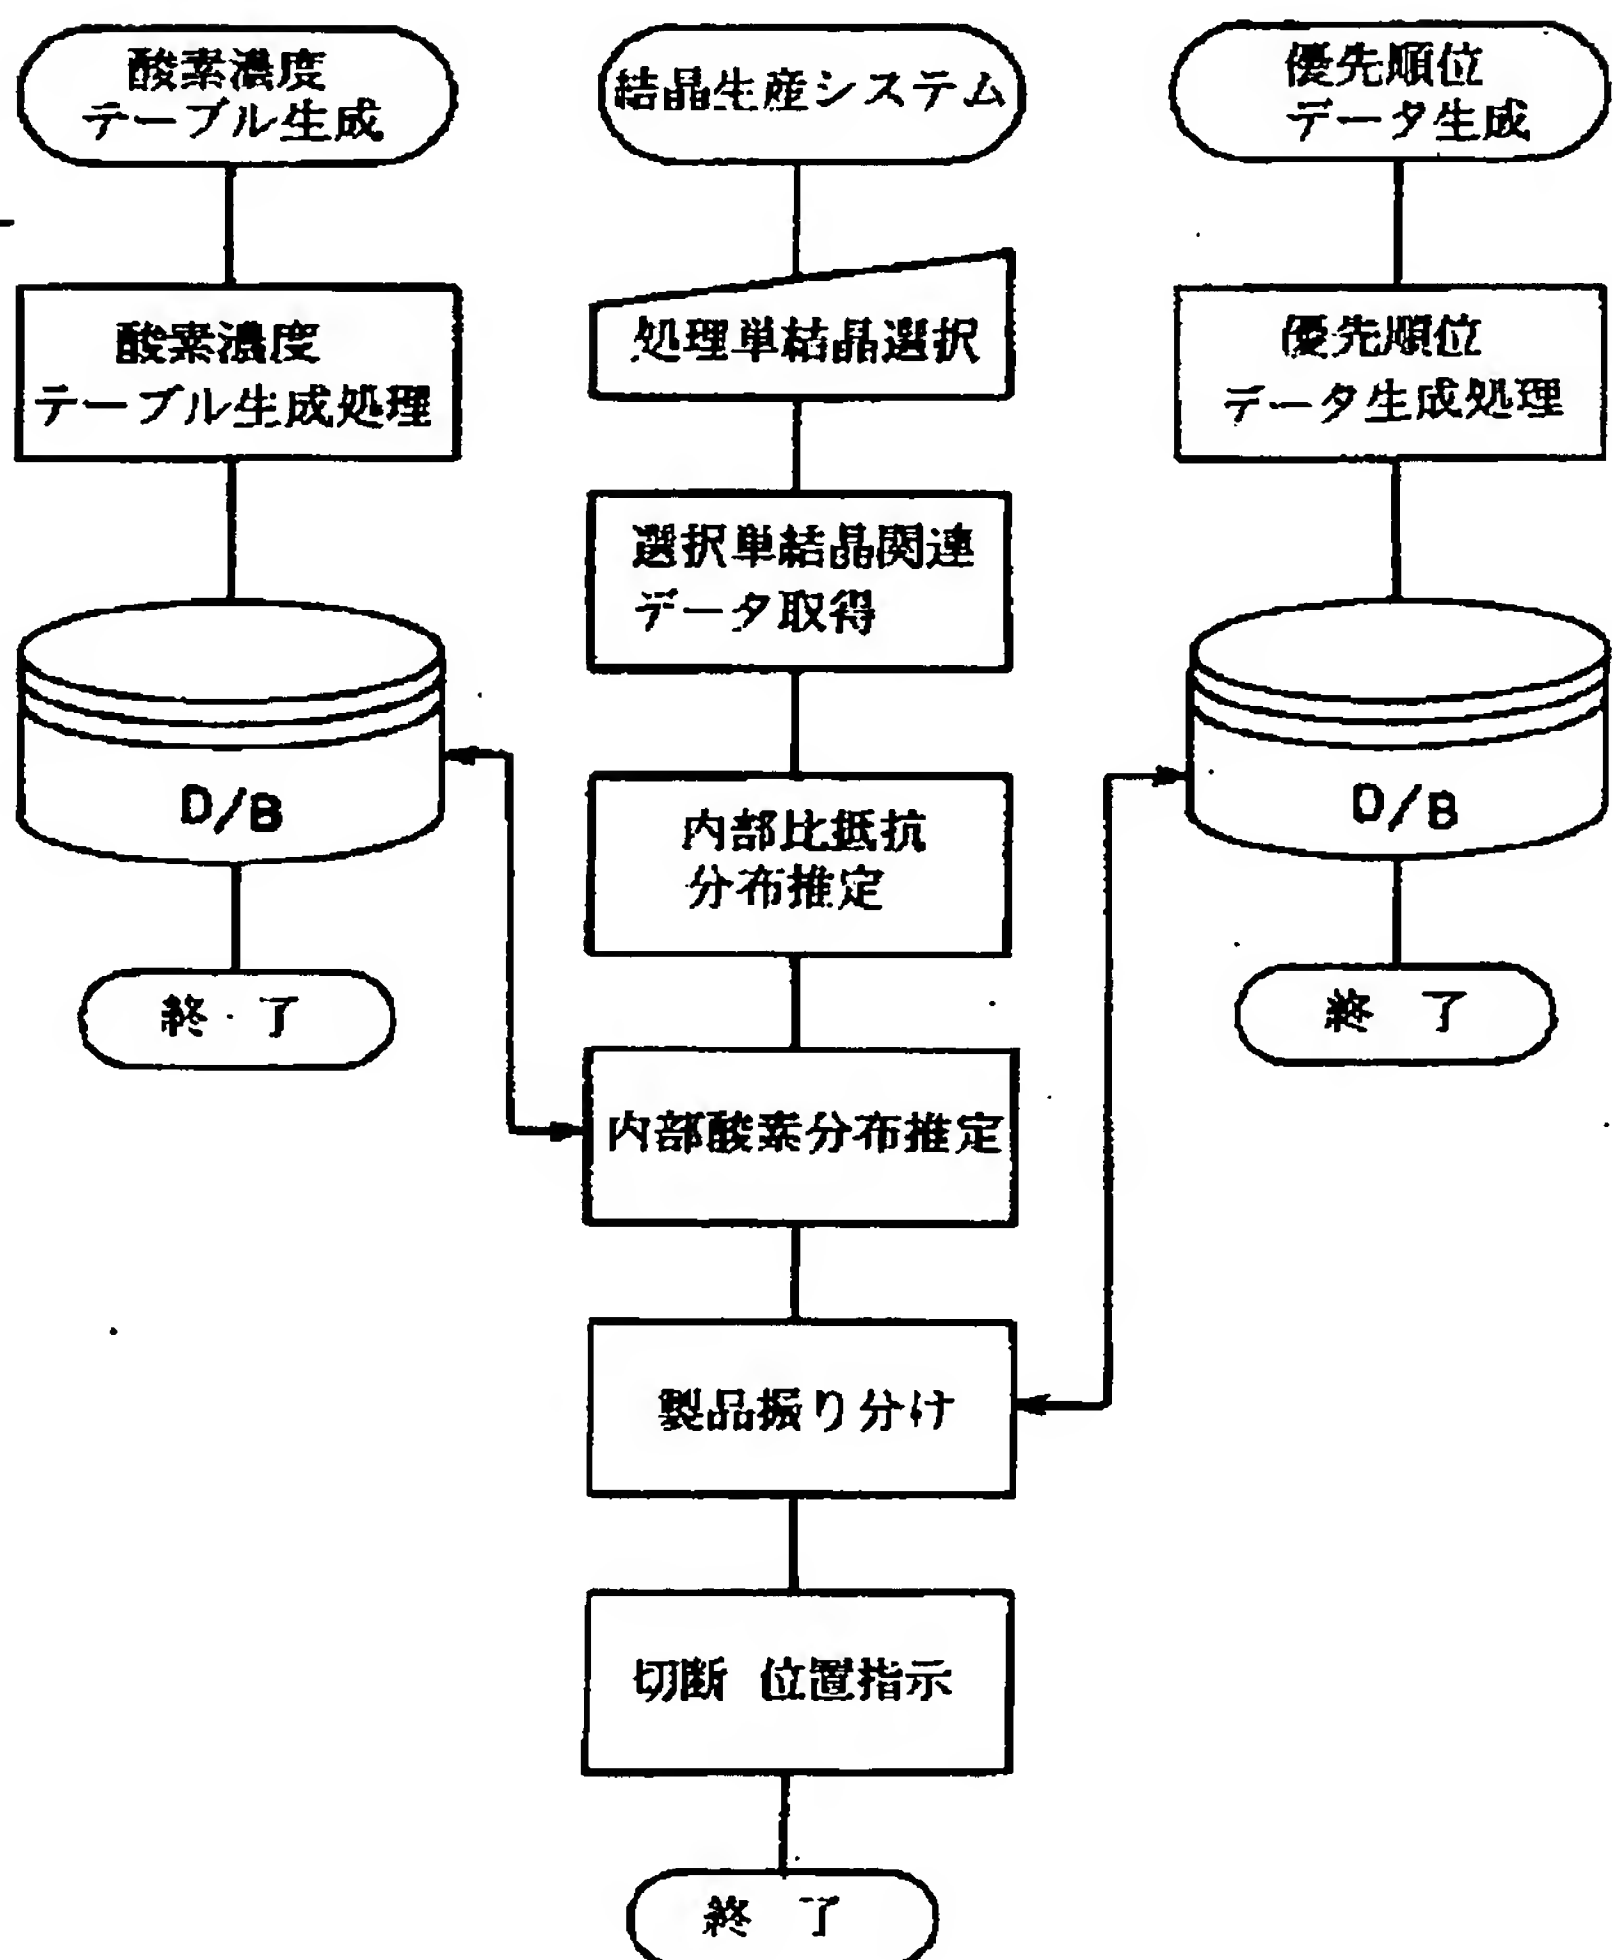 酸素濃度
テーブル生成
酸素濃度
テーブル生成処理
D/B
終 了
結晶生産システム
処理単結晶選択
選択単結晶関連
データ取得
内部比抵抗
分布推定
内部酸素分布推定
製品振り分け
切断 位置指示
終 了
優先順位
データ生成
優先順位
データ生成処理
D/B
終 了